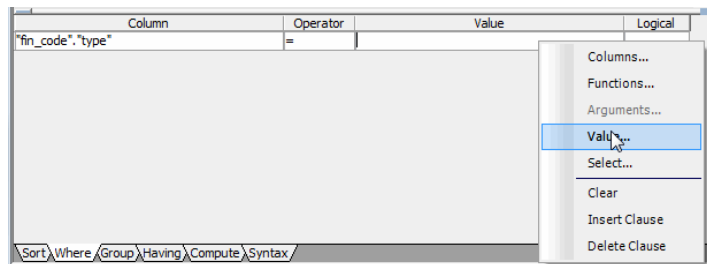 Column Operator Value Logical
"fin_code"."type" =
Columns...
Functions...
Arguments...
Value...
Select...
Clear
Insert Clause
Delete Clause
Sort Where Group Having Compute Syntax